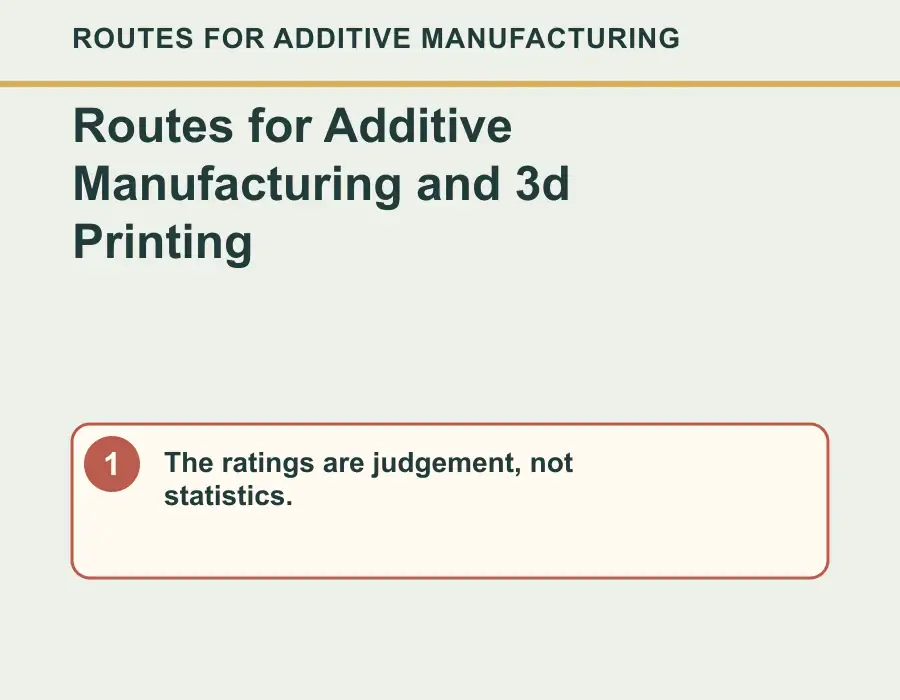 ROUTES FOR ADDITIVE MANUFACTURING
Routes for Additive
Manufacturing and 3d
Printing
1
The ratings are judgement, not
statistics.